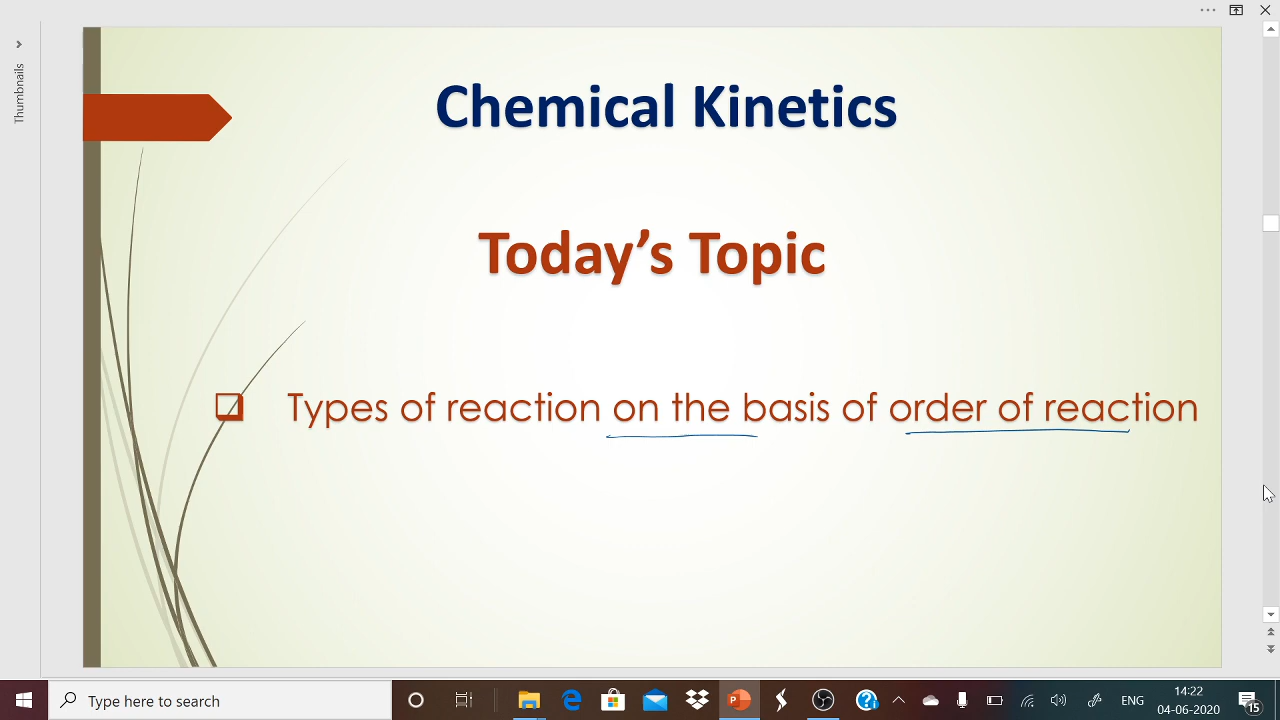 Thumbnails
Chemical Kinetics
Today's Topic
Types of reaction on the basis of order of reaction
Type here to search
ENG
14:22
04-06-2020
15